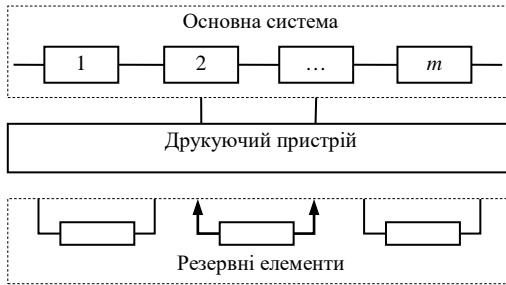 Основна система
1 2 … m
Друкуючий пристрій
Резервні елементи